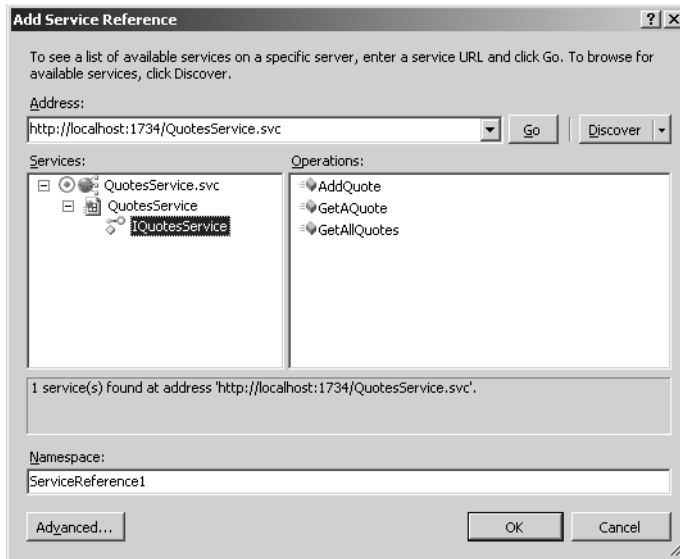 Add Service Reference
To see a list of available services on a specific server, enter a service URL and click Go. To browse for
available services, click Discover.
Address:
http://localhost:1734/QuotesService.svc
Go
Discover
Services:
Operations:
QuotesService.svc
QuotesService
IQuotesService
AddQuote
GetAQuote
GetAllQuotes
1 service(s) found at address 'http://localhost:1734/QuotesService.svc'.
Namespace:
ServiceReference1
Advanced...
OK
Cancel